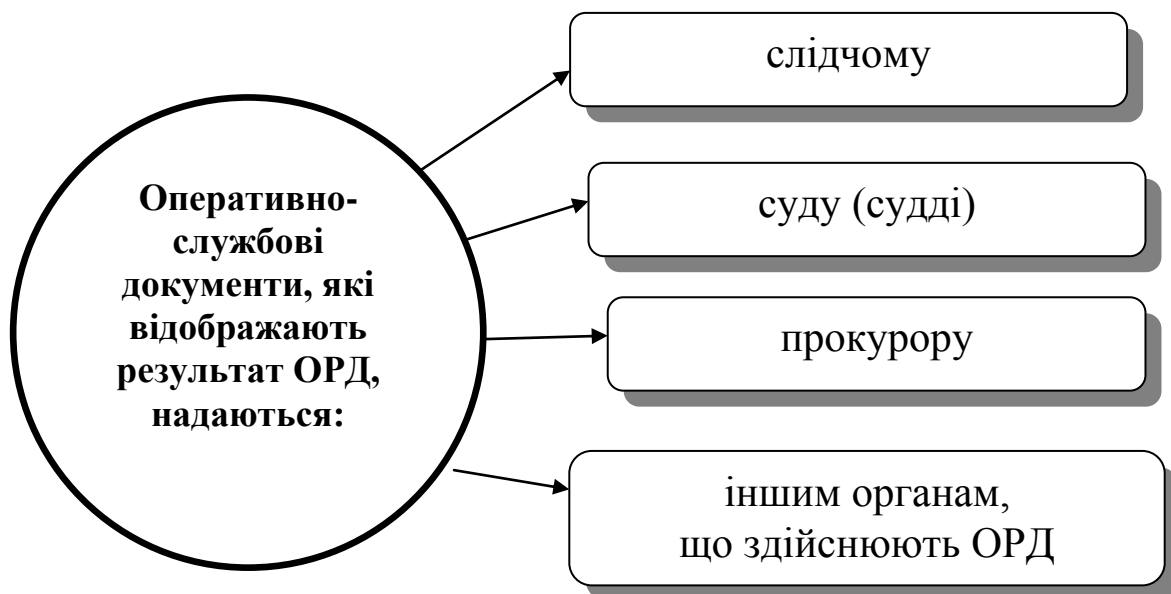 Оперативно-
службові
документи, які
відображають
результат ОРД,
надаються:
слідчому
суду (судді)
прокурору
іншим органам,
що здійснюють ОРД